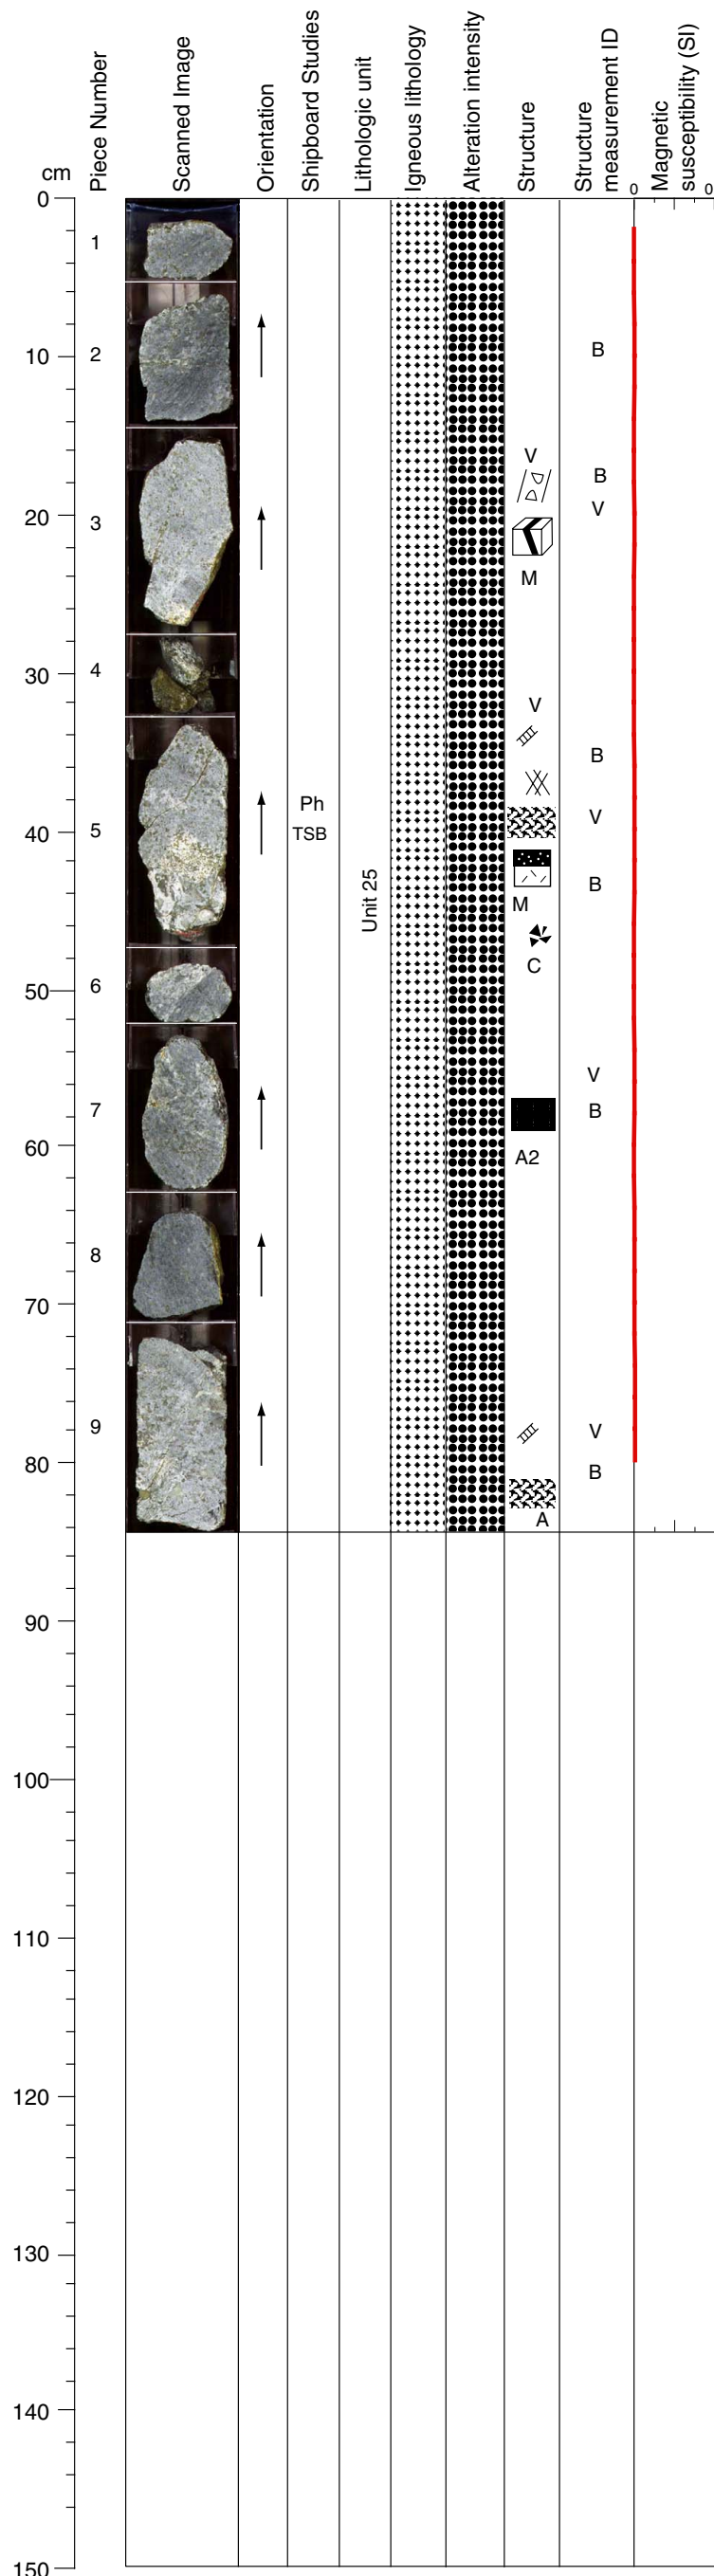 cm
Piece Number
Scanned Image
Orientation
Shipboard Studies
Lithologic unit
Igneous lithology
Alteration intensity
Structure
Structure
measurement ID
Magnetic
susceptibility (SI)
0 0
0
1
2
B
10
V
B
V
20
3
M
4
30
V
B
Ph
V
TSB
40
5
B
Unit 25
M
C
6
50
V
7
B
A2
60
8
70
9
V
80
B
A
90
100
110
120
130
140
150